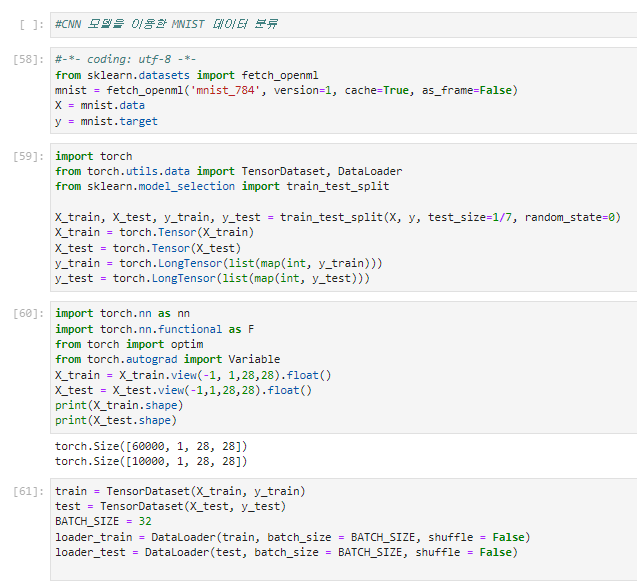 [ ]: #CNN 모델을 이용한 MNIST 데이터 분류
[58]: #-*- coding: utf-8 -*-
from sklearn.datasets import fetch_openml
mnist = fetch_openml('mnist_784', version=1, cache=True, as_frame=False)
X = mnist.data
y = mnist.target
[59]: import torch
from torch.utils.data import TensorDataset, DataLoader
from sklearn.model_selection import train_test_split
X_train, X_test, y_train, y_test = train_test_split(X, y, test_size=1/7, random_state=0)
X_train = torch.Tensor(X_train)
X_test = torch.Tensor(X_test)
y_train = torch.LongTensor(list(map(int, y_train)))
y_test = torch.LongTensor(list(map(int, y_test)))
[60]: import torch.nn as nn
import torch.nn.functional as F
from torch import optim
from torch.autograd import Variable
X_train = X_train.view(-1, 1,28,28).float()
X_test = X_test.view(-1,1,28,28).float()
print(X_train.shape)
print(X_test.shape)
torch.Size([60000, 1, 28, 28])
torch.Size([10000, 1, 28, 28])
[61]: train = TensorDataset(X_train, y_train)
test = TensorDataset(X_test, y_test)
BATCH_SIZE = 32
loader_train = DataLoader(train, batch_size = BATCH_SIZE, shuffle = False)
loader_test = DataLoader(test, batch_size = BATCH_SIZE, shuffle = False)